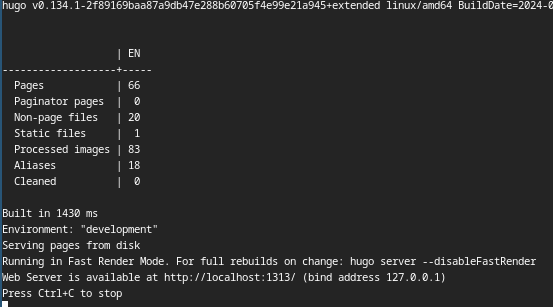 hugo v0.134.1-2f89169baa87a9db47e288b60705f4e99e21a945+extended linux/amd64 BuildDate=2024-0
                   | EN
-------------------+-----
  Pages            | 66
  Paginator pages  |  0
  Non-page files   | 20
  Static files     |  1
  Processed images | 83
  Aliases          | 18
  Cleaned          |  0
Built in 1430 ms
Environment: "development"
Serving pages from disk
Running in Fast Render Mode. For full rebuilds on change: hugo server --disableFastRender
Web Server is available at http://localhost:1313/ (bind address 127.0.0.1)
Press Ctrl+C to stop